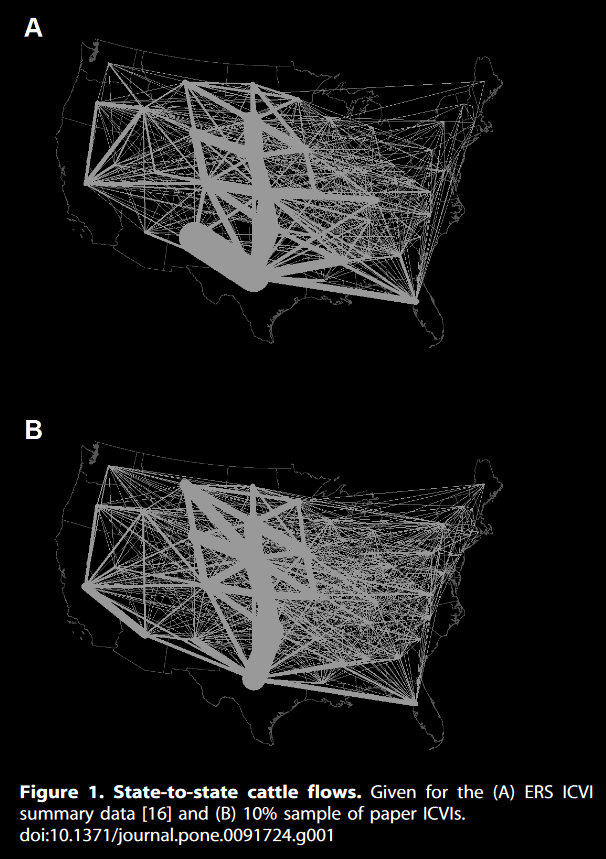 A
B
Figure 1. State-to-state cattle flows. Given for the (A) ERS ICVI
summary data [16] and (B) 10% sample of paper ICVIs.
doi:10.1371/journal.pone.0091724.g001